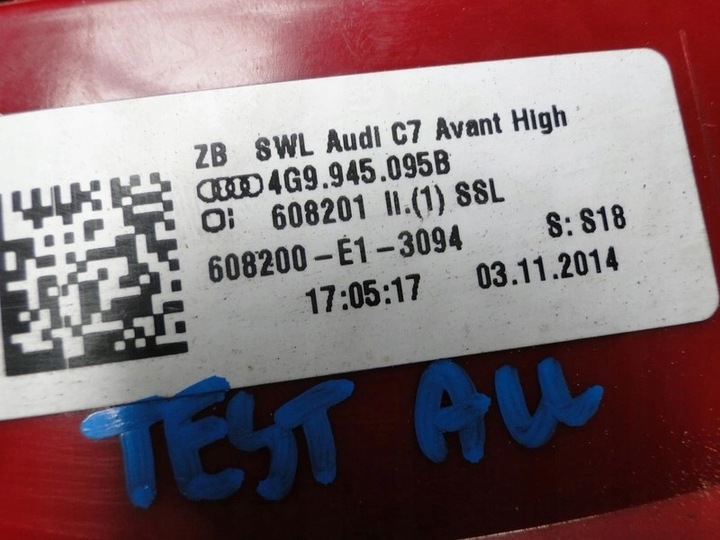 ZB SWL Audi C7 Avant High
4G9.945.095B
608201 II.(1) SSL
608200-E1-3094 S: S18
17:05:17 03.11.2014
TEST ALL